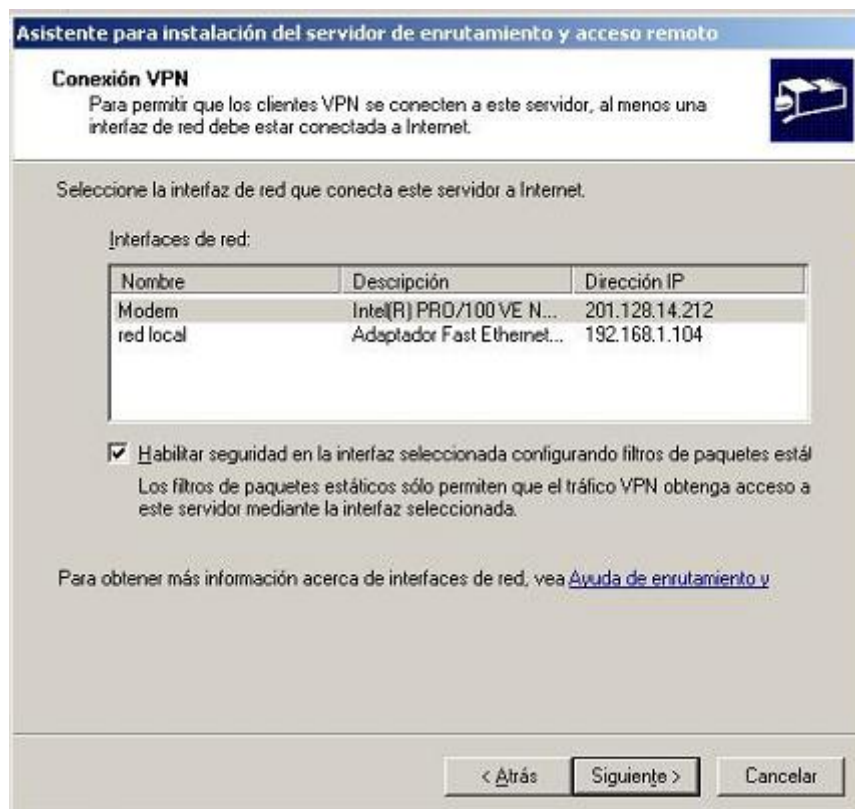 Asistente para instalación del servidor de enrutamiento y acceso remoto
Conexión VPN
Para permitir que los clientes VPN se conecten a este servidor, al menos una
interfaz de red debe estar conectada a Internet.
Seleccione la interfaz de red que conecta este servidor a Internet.
Interfaces de red:
Nombre Descripción Dirección IP
Modem Intel(R) PRO/100 VE N... 201.128.14.212
red local Adaptador Fast Ethernet... 192.168.1.104
Habilitar seguridad en la interfaz seleccionada configurando filtros de paquetes estál
Los filtros de paquetes estáticos sólo permiten que el tráfico VPN obtenga acceso a
este servidor mediante la interfaz seleccionada.
Para obtener más información acerca de interfaces de red, vea Ayuda de enrutamiento y
< Atrás Siguiente > Cancelar